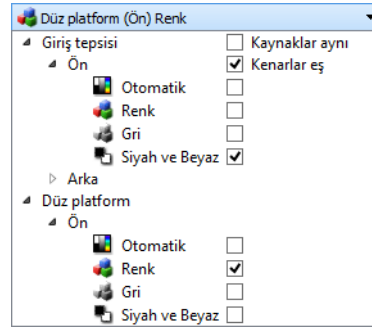 Düz platform (Ön) Renk
Giriş tepsisi Kaynaklar aynı
Ön Kenarlar eş
Otomatik
Renk
Gri
Siyah ve Beyaz
Arka
Düz platform
Ön
Otomatik
Renk
Gri
Siyah ve Beyaz